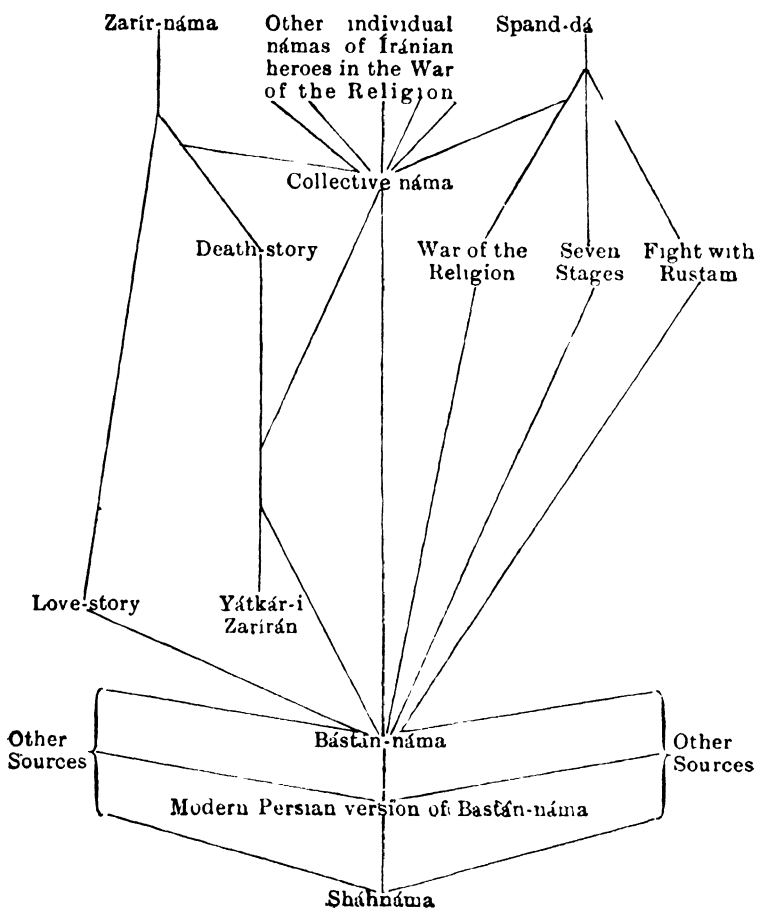 Zarír-náma
Other individual
námas of Íránian
heroes in the War
of the Religion
Spand-dá
Collective náma
Death-story
War of the
Religion
Seven
Stages
Fight with
Rustam
Love-story
Yátkár-i
Zarírán
Other
Sources
Bástán-náma
Other
Sources
Modern Persian version of Bastán-náma
Sháhnáma